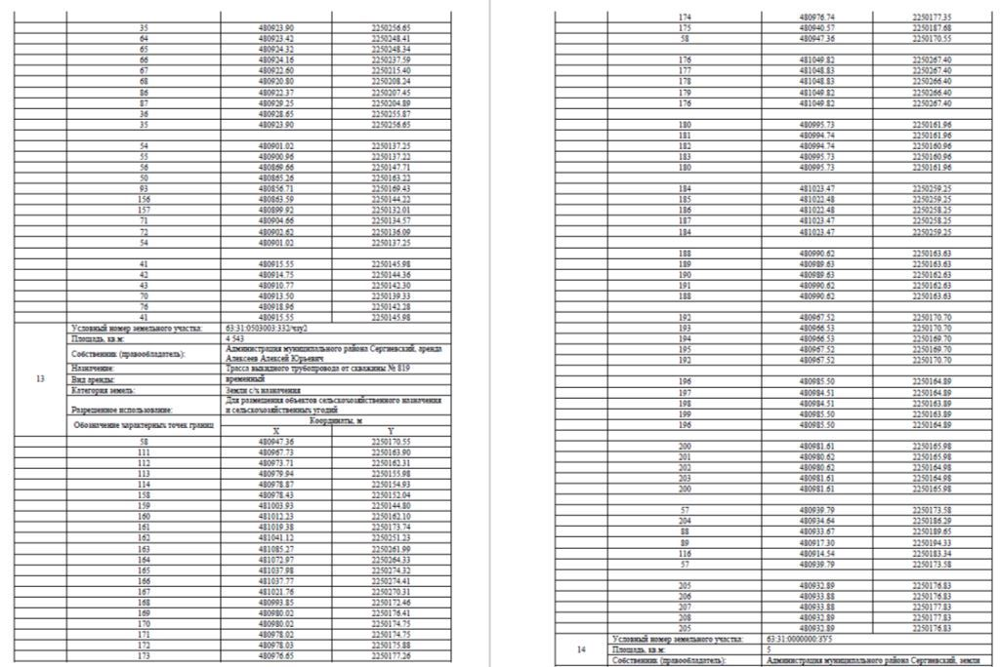 35 480923.90 2250256.65
64 480923.42 2250248.41
65 480924.32 2250248.34
66 480924.16 2250237.59
67 480922.60 2250215.40
68 480920.80 2250208.24
86 480922.37 2250207.45
87 480929.25 2250204.89
36 480928.65 2250255.87
35 480923.90 2250256.65
54 480901.02 2250137.25
55 480900.96 2250137.22
56 480869.66 2250147.71
50 480865.26 2250163.22
93 480856.71 2250169.43
156 480863.59 2250144.22
157 480899.92 2250132.01
71 480904.66 2250134.57
72 480902.62 2250136.09
54 480901.02 2250137.25
41 480915.55 2250145.98
42 480914.75 2250144.36
43 480910.77 2250142.30
70 480913.50 2250139.33
76 480918.96 2250142.28
41 480915.55 2250145.98
13
Условный номер земельного участка: 63:31:0503003:332/чзу2
Площадь, кв.м: 4 543
Собственник (правообладатель): Администрация муниципального района Сергиевский, аренда
Алексеев Алексей Юрьевич
Назначение: Трасса выкидного трубопровода от скважины № 819
Вид аренды: временный
Категория земель: Земли с/х назначения
Разрешенное использование: Для размещения объектов сельскохозяйственного назначения
и сельскохозяйственных угодий
Обозначение характерных точек границ Координаты, м
X Y
58 480947.36 2250170.55
111 480967.73 2250163.90
112 480973.71 2250162.31
113 480979.94 2250155.98
114 480978.87 2250154.93
158 480978.43 2250152.04
159 481003.93 2250144.80
160 481012.23 2250162.10
161 481019.38 2250173.74
162 481041.12 2250251.23
163 481085.27 2250261.99
164 481072.97 2250264.33
165 481037.98 2250274.32
166 481037.77 2250274.41
167 481021.76 2250270.31
168 480993.85 2250172.46
169 480980.02 2250176.41
170 480980.02 2250174.75
171 480978.02 2250174.75
172 480978.03 2250175.88
173 480976.65 2250177.26
174 480976.74 2250177.35
175 480940.57 2250187.68
58 480947.36 2250170.55
176 481049.82 2250267.40
177 481048.83 2250267.40
178 481048.83 2250266.40
179 481049.82 2250266.40
176 481049.82 2250267.40
180 480995.73 2250161.96
181 480994.74 2250161.96
182 480994.74 2250160.96
183 480995.73 2250160.96
180 480995.73 2250161.96
184 481023.47 2250259.25
185 481022.48 2250259.25
186 481022.48 2250258.25
187 481023.47 2250258.25
184 481023.47 2250259.25
188 480990.62 2250163.63
189 480989.63 2250163.63
190 480989.63 2250162.63
191 480990.62 2250162.63
188 480990.62 2250163.63
192 480967.52 2250170.70
193 480966.53 2250170.70
194 480966.53 2250169.70
195 480967.52 2250169.70
192 480967.52 2250170.70
196 480985.50 2250164.89
197 480984.51 2250164.89
198 480984.51 2250163.89
199 480985.50 2250163.89
196 480985.50 2250164.89
200 480981.61 2250165.98
201 480980.62 2250165.98
202 480980.62 2250164.98
203 480981.61 2250164.98
200 480981.61 2250165.98
57 480939.79 2250173.58
204 480934.64 2250186.29
88 480933.67 2250189.65
89 480917.30 2250194.33
116 480914.54 2250183.34
57 480939.79 2250173.58
205 480932.89 2250176.83
206 480933.88 2250176.83
207 480933.88 2250177.83
208 480932.89 2250177.83
205 480932.89 2250176.83
14
Условный номер земельного участка: 63:31:0000000:ЗУ5
Площадь, кв.м: 5
Собственник (правообладатель): Администрация муниципального района Сергиевский, земли